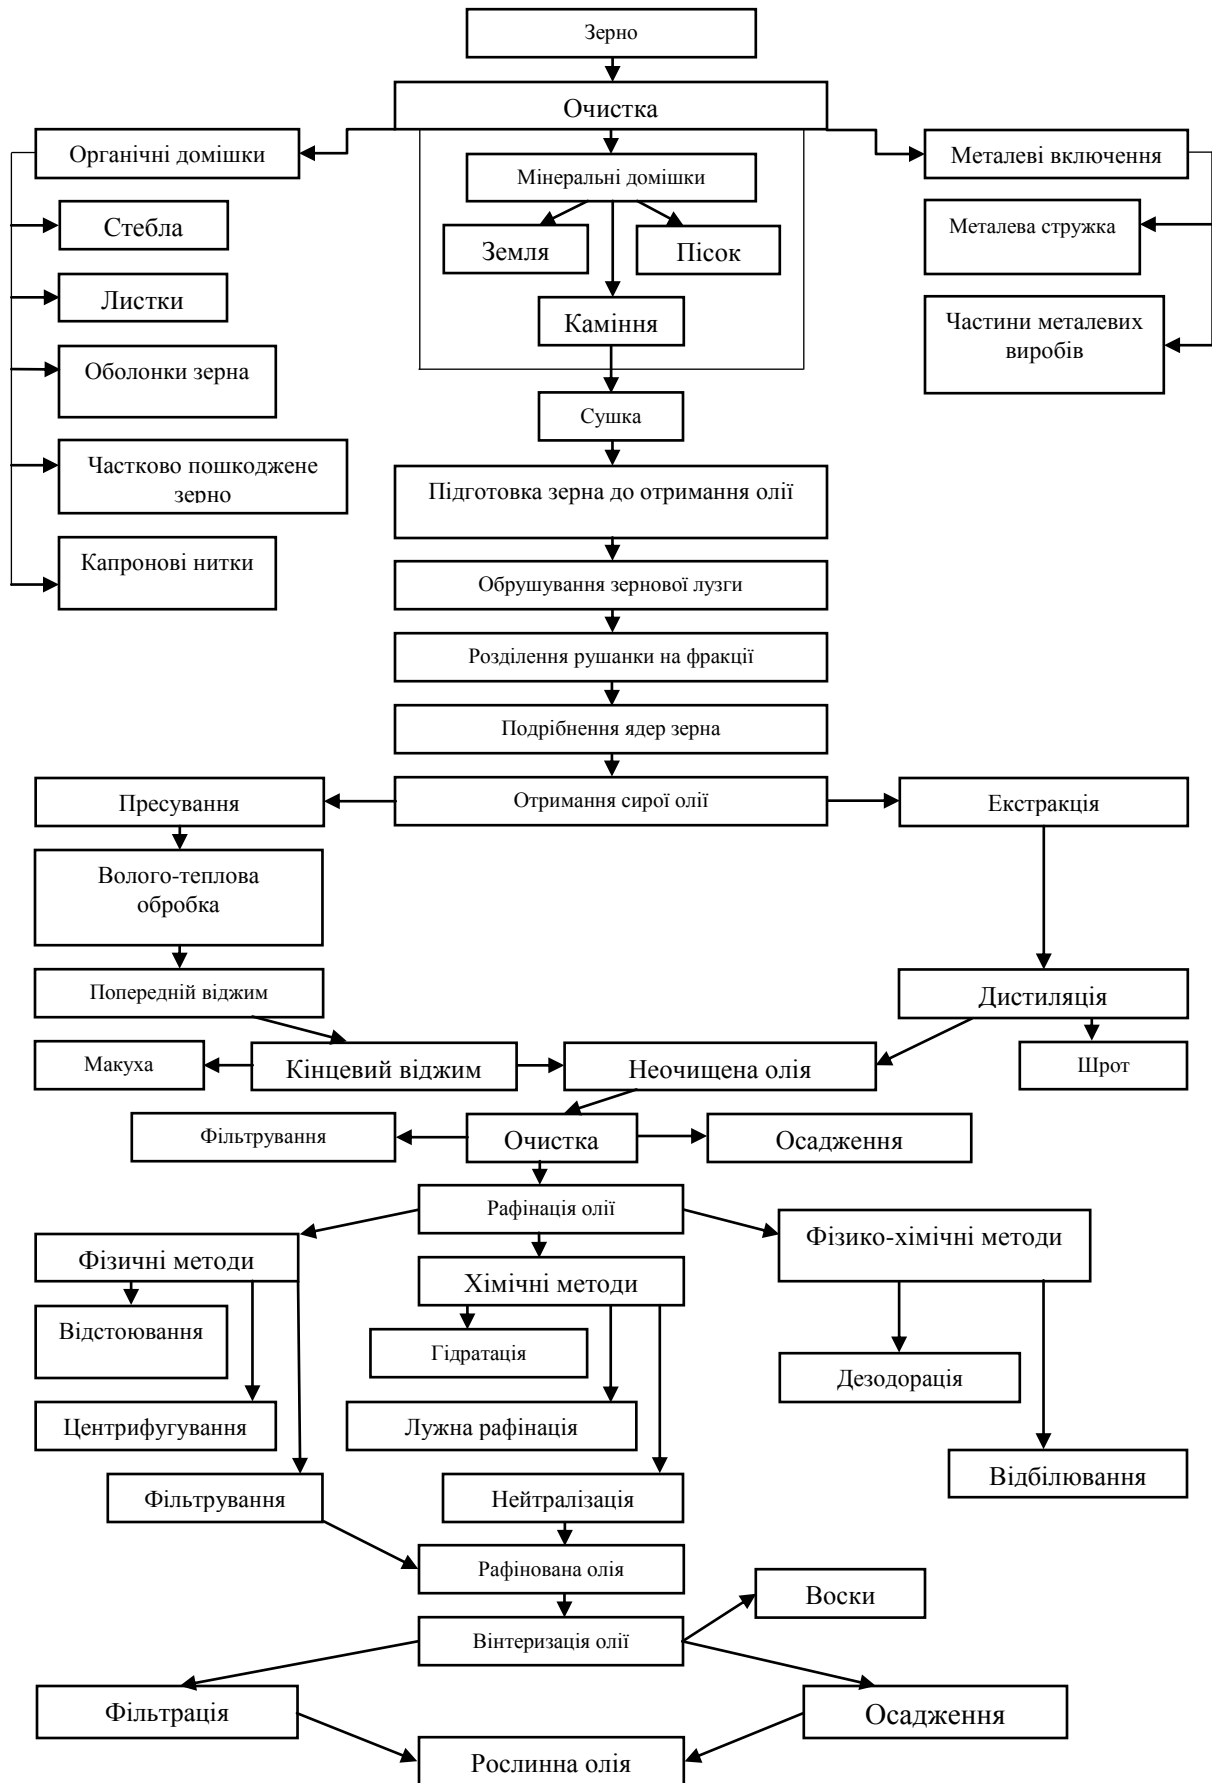 Зерно
Очистка
Органічні домішки
Металеві включення
Мінеральні домішки
Стебла
Металева стружка
Земля
Пісок
Листки
Каміння
Частини металевих
виробів
Оболонки зерна
Сушка
Частково пошкоджене
зерно
Підготовка зерна до отримання олії
Капронові нитки
Обрушування зернової лузги
Розділення рушанки на фракції
Подрібнення ядер зерна
Пресування
Отримання сирої олії
Екстракція
Волого-теплова
обробка
Попередній віджим
Дистиляція
Макуха
Кінцевий віджим
Неочищена олія
Шрот
Фільтрування
Очистка
Осадження
Рафінація олії
Фізичні методи
Хімічні методи
Фізико-хімічні методи
Відстоювання
Гідратація
Дезодорація
Центрифугування
Лужна рафінація
Відбілювання
Фільтрування
Нейтралізація
Рафінована олія
Воски
Вінтеризація олії
Фільтрація
Осадження
Рослинна олія